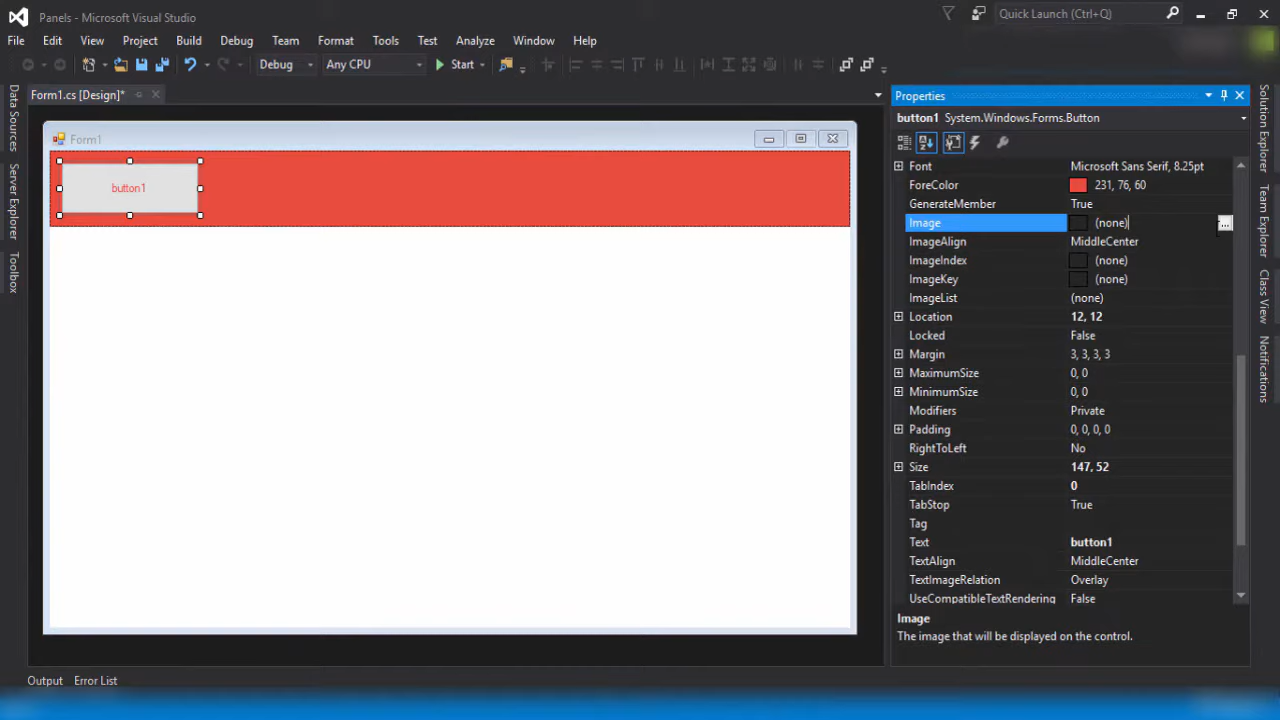 Panels - Microsoft Visual Studio
Quick Launch (Ctrl+Q)
File Edit View Project Build Debug Team Format Tools Test Analyze Window Help
Debug Any CPU Start
Form1.cs [Design]*
Data Sources
Server Explorer
Toolbox
Form1
button1
Properties
button1 System.Windows.Forms.Button
Font Microsoft Sans Serif, 8.25pt
ForeColor 231, 76, 60
GenerateMember True
Image (none)
ImageAlign MiddleCenter
ImageIndex (none)
ImageKey (none)
ImageList (none)
Location 12, 12
Locked False
Margin 3, 3, 3, 3
MaximumSize 0, 0
MinimumSize 0, 0
Modifiers Private
Padding 0, 0, 0, 0
RightToLeft No
Size 147, 52
TabIndex 0
TabStop True
Tag
Text button1
TextAlign MiddleCenter
TextImageRelation Overlay
UseCompatibleTextRendering False
Image
The image that will be displayed on the control.
Solution Explorer
Team Explorer
Class View
Notifications
Output Error List